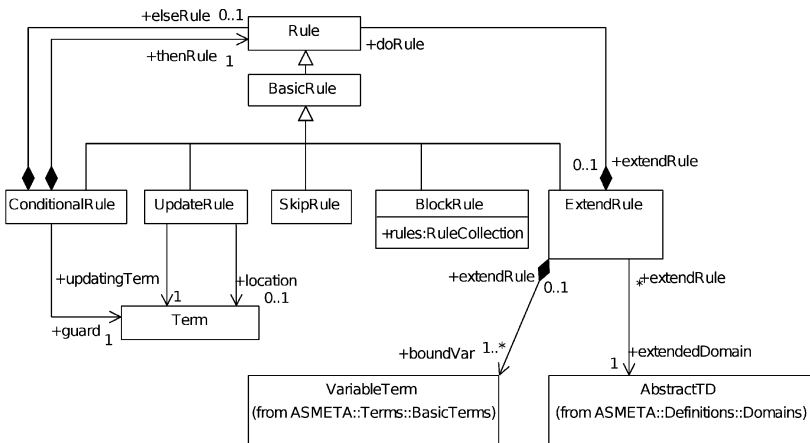 +elseRule 0..1
Rule
+doRule
+thenRule 1
BasicRule
0..1 +extendRule
ConditionalRule
UpdateRule
SkipRule
BlockRule
+rules:RuleCollection
ExtendRule
+updatingTerm 1
+location
0..1
+extendRule
0..1
+extendRule
*
Term
+guard 1
+boundVar 1..*
+extendedDomain
1
VariableTerm
(from ASMETA::Terms::BasicTerms)
AbstractTD
(from ASMETA::Definitions::Domains)